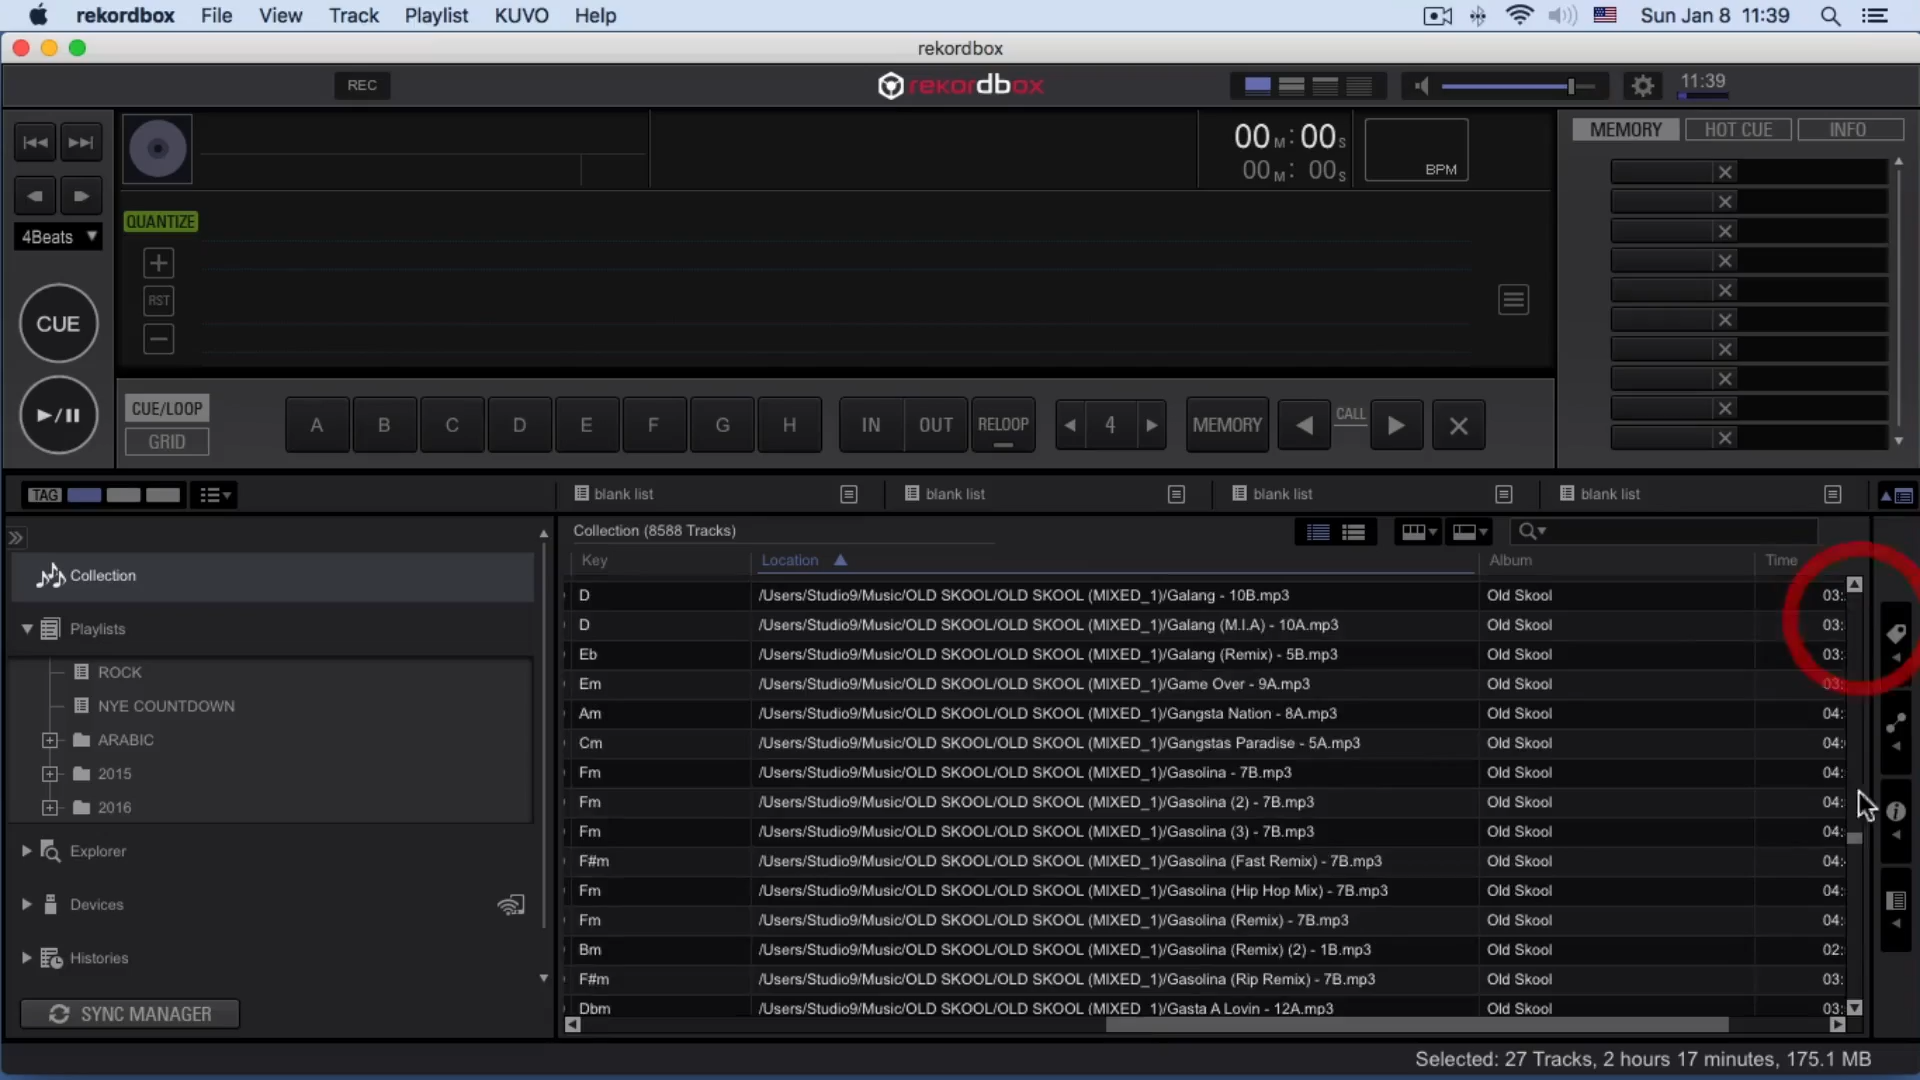 rekordbox File View Track Playlist KUVO Help Sun Jan 8 11:39
rekordbox
REC rekordbox 11:39
00 M: 00 S
00 M: 00 S
BPM
MEMORY HOT CUE INFO
QUANTIZE
4Beats
RST
CUE
CUE/LOOP
GRID
A B C D E F G H IN OUT RELOOP 4 MEMORY CALL
TAG
blank list blank list blank list blank list
Collection (8588 Tracks)
Key Location Album Time
Collection
Playlists
ROCK
NYE COUNTDOWN
ARABIC
2015
2016
Explorer
Devices
Histories
SYNC MANAGER
D /Users/Studio9/Music/OLD SKOOL/OLD SKOOL (MIXED_1)/Galang - 10B.mp3 Old Skool 03:
D /Users/Studio9/Music/OLD SKOOL/OLD SKOOL (MIXED_1)/Galang (M.I.A) - 10A.mp3 Old Skool 03:
Eb /Users/Studio9/Music/OLD SKOOL/OLD SKOOL (MIXED_1)/Galang (Remix) - 5B.mp3 Old Skool 03:
Em /Users/Studio9/Music/OLD SKOOL/OLD SKOOL (MIXED_1)/Game Over - 9A.mp3 Old Skool 03:
Am /Users/Studio9/Music/OLD SKOOL/OLD SKOOL (MIXED_1)/Gangsta Nation - 8A.mp3 Old Skool 04:
Cm /Users/Studio9/Music/OLD SKOOL/OLD SKOOL (MIXED_1)/Gangstas Paradise - 5A.mp3 Old Skool 04:
Fm /Users/Studio9/Music/OLD SKOOL/OLD SKOOL (MIXED_1)/Gasolina - 7B.mp3 Old Skool 04:
Fm /Users/Studio9/Music/OLD SKOOL/OLD SKOOL (MIXED_1)/Gasolina (2) - 7B.mp3 Old Skool 04:
Fm /Users/Studio9/Music/OLD SKOOL/OLD SKOOL (MIXED_1)/Gasolina (3) - 7B.mp3 Old Skool 04:
F#m /Users/Studio9/Music/OLD SKOOL/OLD SKOOL (MIXED_1)/Gasolina (Fast Remix) - 7B.mp3 Old Skool 04:
Fm /Users/Studio9/Music/OLD SKOOL/OLD SKOOL (MIXED_1)/Gasolina (Hip Hop Mix) - 7B.mp3 Old Skool 04:
Fm /Users/Studio9/Music/OLD SKOOL/OLD SKOOL (MIXED_1)/Gasolina (Remix) - 7B.mp3 Old Skool 04:
Bm /Users/Studio9/Music/OLD SKOOL/OLD SKOOL (MIXED_1)/Gasolina (Remix) (2) - 1B.mp3 Old Skool 02:
F#m /Users/Studio9/Music/OLD SKOOL/OLD SKOOL (MIXED_1)/Gasolina (Rip Remix) - 7B.mp3 Old Skool 03:
Dbm /Users/Studio9/Music/OLD SKOOL/OLD SKOOL (MIXED_1)/Gasta A Lovin - 12A.mp3 Old Skool 03:
Selected: 27 Tracks, 2 hours 17 minutes, 175.1 MB